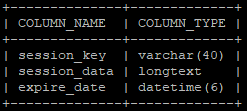 +--------------+-------------+
| COLUMN_NAME  | COLUMN_TYPE |
+--------------+-------------+
| session_key  | varchar(40) |
| session_data | longtext    |
| expire_date  | datetime(6) |
+--------------+-------------+